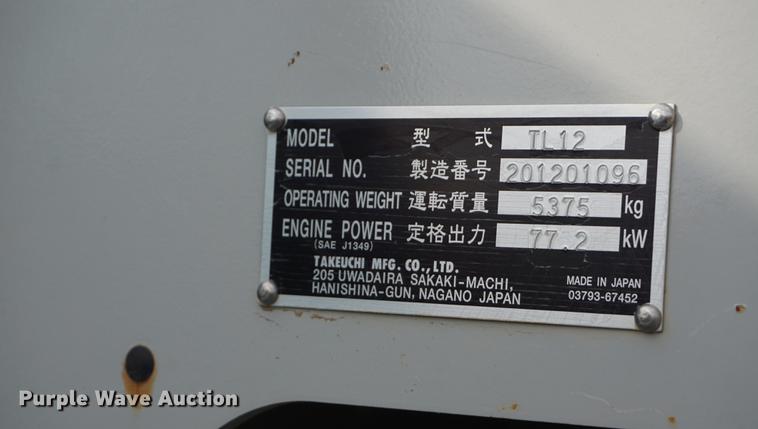 MODEL 型式 TL12
SERIAL NO. 製造番号 201201096
OPERATING WEIGHT 運転質量 5375 kg
ENGINE POWER 定格出力 77.2 kW
(SAE J1349)
TAKEUCHI MFG. CO., LTD.
205 UWADAIRA SAKAKI-MACHI, MADE IN JAPAN
HANISHINA-GUN, NAGANO JAPAN 03793-67452
Purple Wave Auction